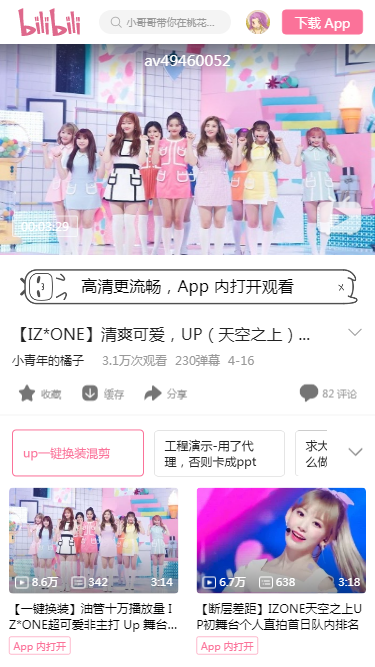 bilibili
小哥哥带你在桃花...
下载 App
av49460052
00:03:29
高清更流畅，App 内打开观看
x
【IZ*ONE】清爽可爱，UP（天空之上）...
小青年的橘子 3.1万次观看 230弹幕 4-16
收藏 缓存 分享 82 评论
up一键换装混剪
工程演示-用了代
理，否则卡成ppt
求大
么做
8.6万 342 3:14
6.7万 638 3:18
【一键换装】油管十万播放量 I
Z*ONE超可爱非主打 Up 舞台...
App 内打开
【断层差距】IZONE天空之上U
P初舞台个人直拍首日队内排名
App 内打开